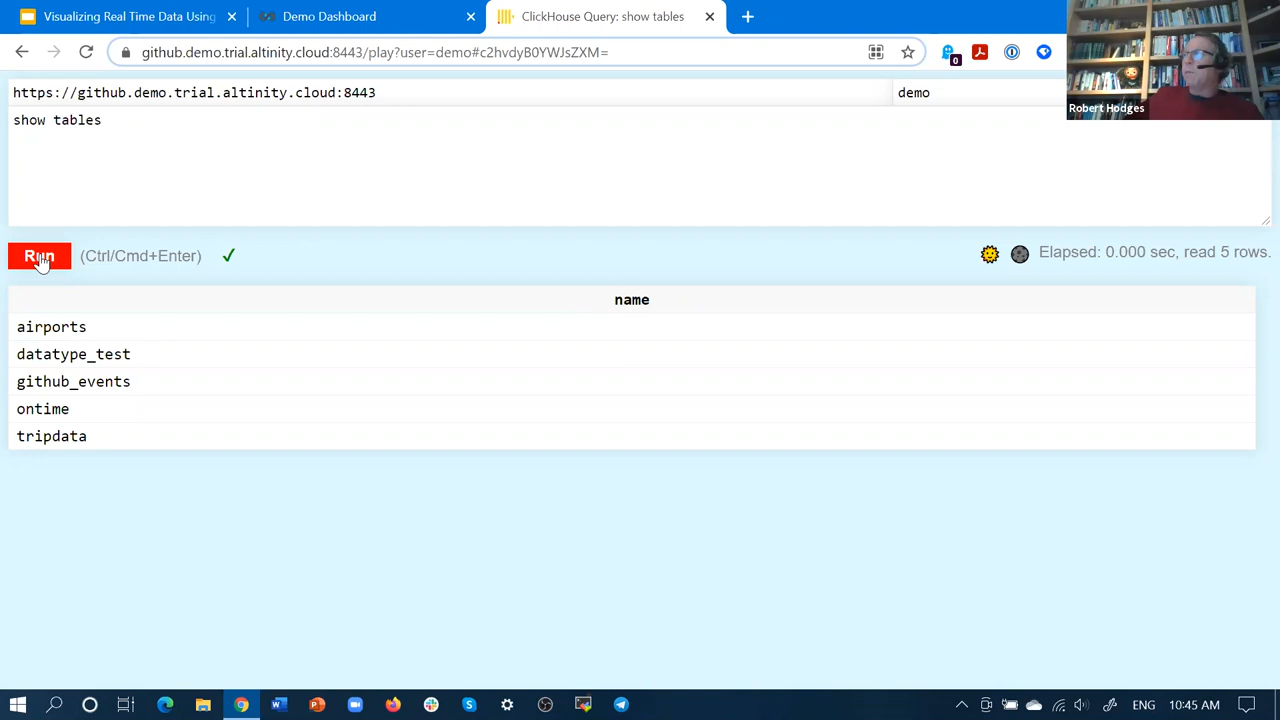 Visualizing Real Time Data Using
Demo Dashboard
ClickHouse Query: show tables
github.demo.trial.altinity.cloud:8443/play?user=demo#c2hvdyB0YWJsZXM=
0
https://github.demo.trial.altinity.cloud:8443
demo
Robert Hodges
show tables
Run
(Ctrl/Cmd+Enter)
Elapsed: 0.000 sec, read 5 rows.
name
airports
datatype_test
github_events
ontime
tripdata
ENG
10:45 AM